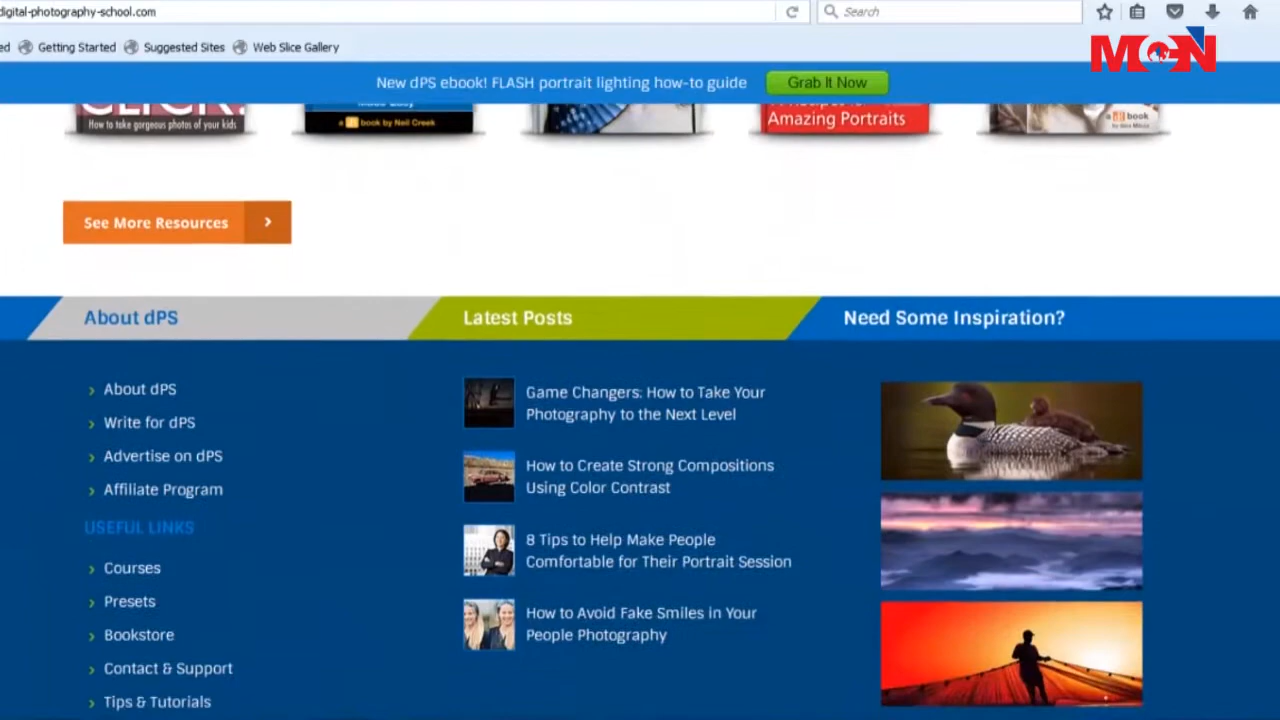 digital-photography-school.com
Search
Getting Started
Suggested Sites
Web Slice Gallery
MGN
New dPS ebook! FLASH portrait lighting how-to guide
Grab It Now
How to take gorgeous photos of your kids
a dPS book by Neil Creek
Amazing Portraits
See More Resources
About dPS
Latest Posts
Need Some Inspiration?
About dPS
Write for dPS
Advertise on dPS
Affiliate Program
USEFUL LINKS
Courses
Presets
Bookstore
Contact & Support
Tips & Tutorials
Game Changers: How to Take Your
Photography to the Next Level
How to Create Strong Compositions
Using Color Contrast
8 Tips to Help Make People
Comfortable for Their Portrait Session
How to Avoid Fake Smiles in Your
People Photography